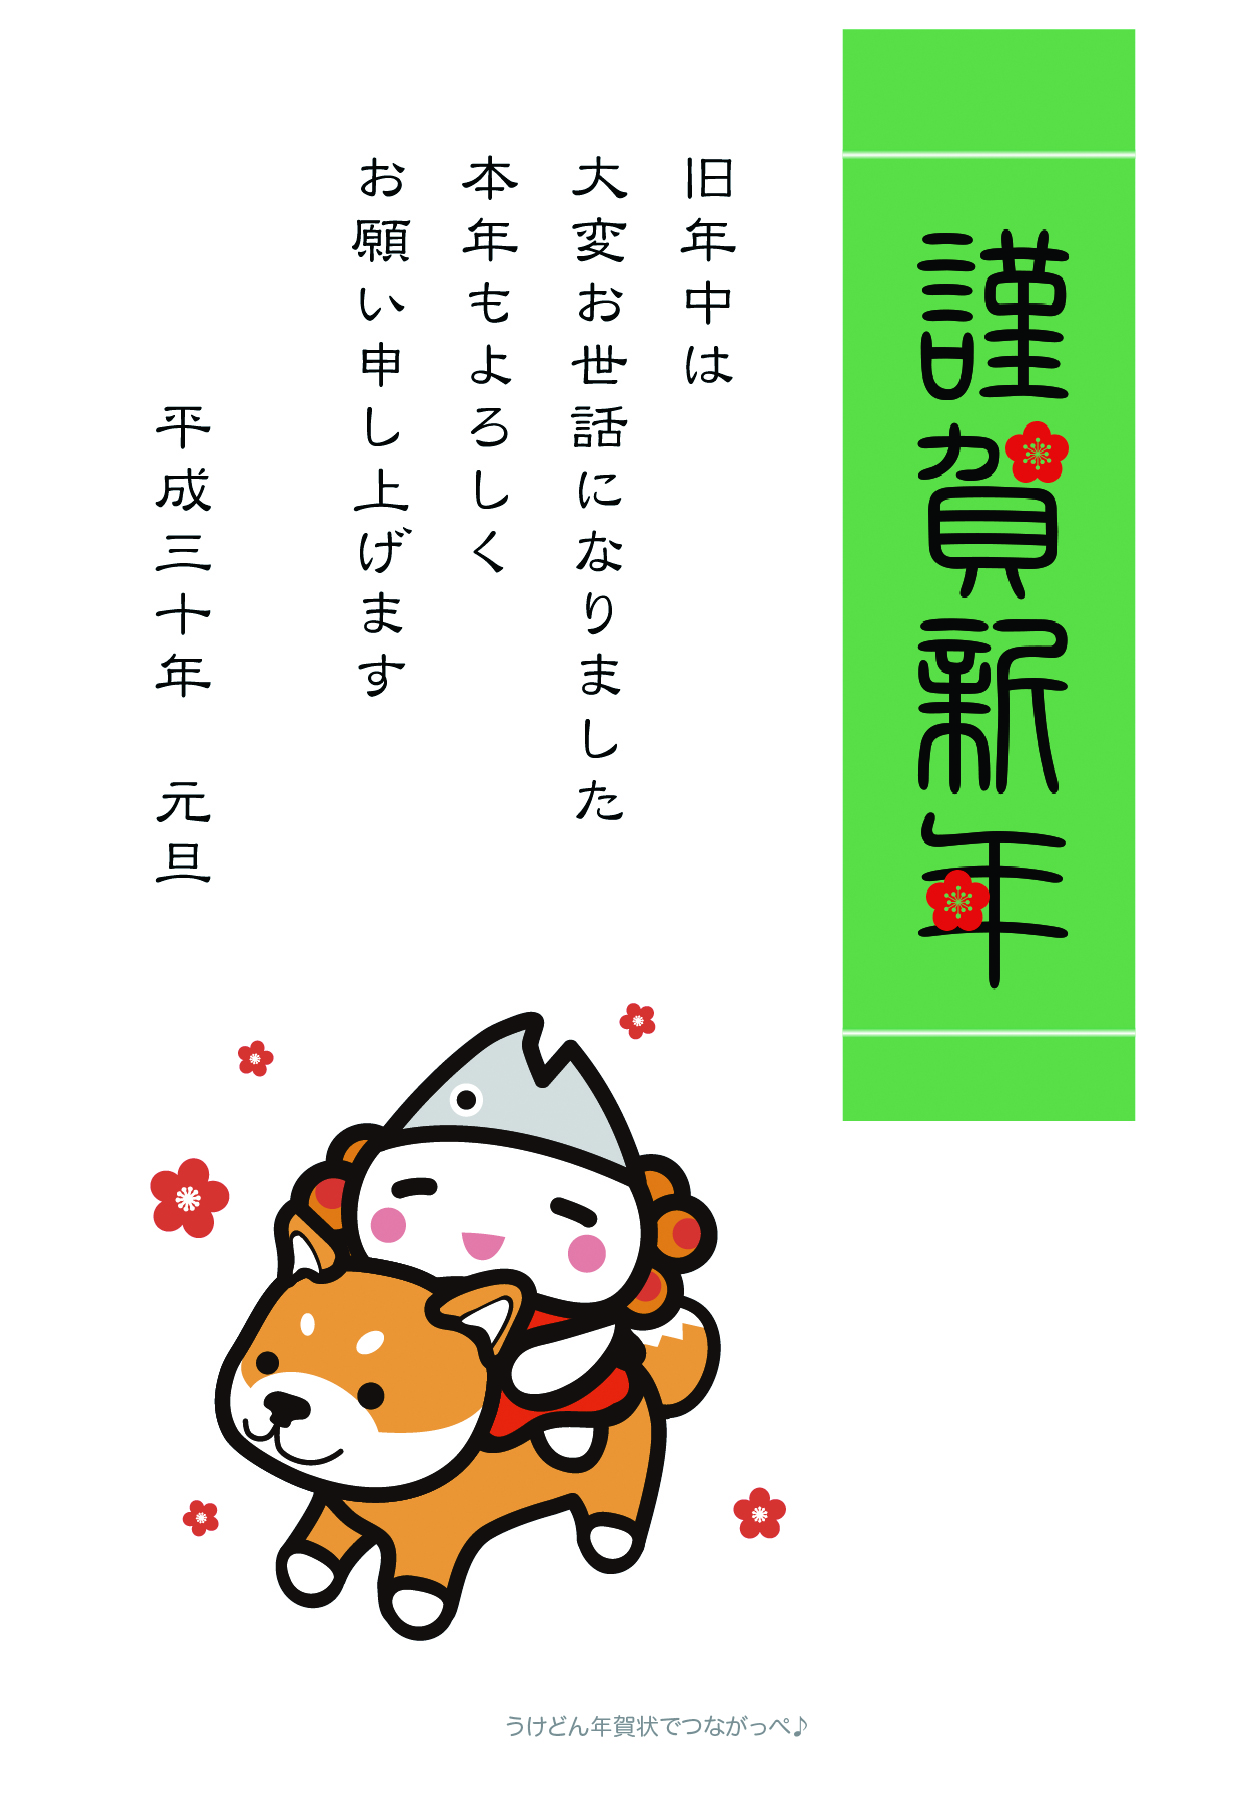 謹賀新年
旧年中は
大変お世話になりました
本年もよろしく
お願い申し上げます
平成三十年　元旦
うけどん年賀状でつながっぺ♪